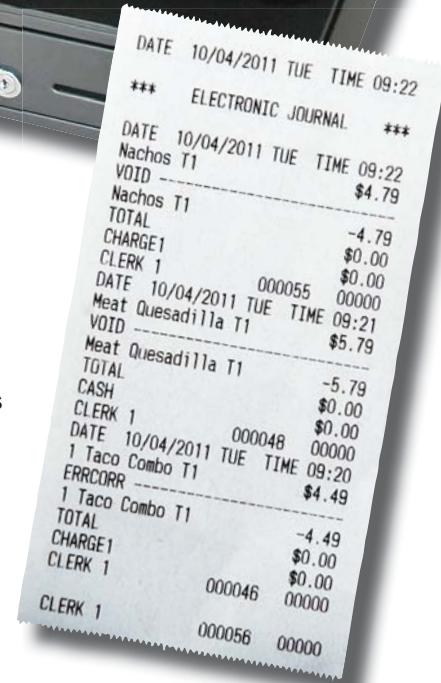 DATE 10/04/2011 TUE TIME 09:22
*** ELECTRONIC JOURNAL ***
DATE 10/04/2011 TUE TIME 09:22
Nachos T1 $4.79
VOID --------------------------
Nachos T1 -4.79
TOTAL $0.00
CHARGE1 $0.00
CLERK 1 000055 00000
DATE 10/04/2011 TUE TIME 09:21
Meat Quesadilla T1 $5.79
VOID --------------------------
Meat Quesadilla T1 -5.79
TOTAL $0.00
CASH $0.00
CLERK 1 000048 00000
DATE 10/04/2011 TUE TIME 09:20
1 Taco Combo T1 $4.49
ERRCORR -----------------------
1 Taco Combo T1 -4.49
TOTAL $0.00
CHARGE1 $0.00
CLERK 1 000046 00000
CLERK 1 000056 00000
s